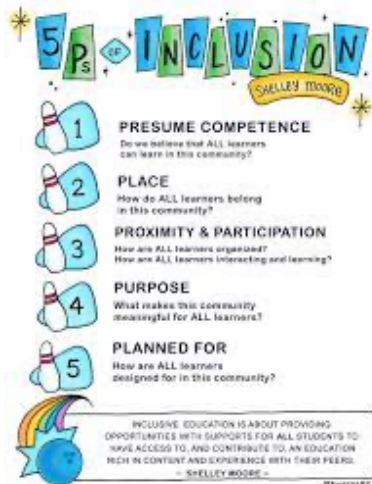 5 Ps OF INCLUSION
SHELLEY MOORE
1
PRESUME COMPETENCE
Do we believe that ALL learners
can learn in this community?
2
PLACE
How do ALL learners belong
in this community?
3
PROXIMITY & PARTICIPATION
How are ALL learners organized?
How are ALL learners interacting and learning?
4
PURPOSE
What makes this community
meaningful for ALL learners?
5
PLANNED FOR
How are ALL learners
designed for in this community?
INCLUSIVE EDUCATION IS ABOUT PROVIDING
OPPORTUNITIES WITH SUPPORTS FOR ALL STUDENTS TO
HAVE ACCESS TO, AND CONTRIBUTE TO, AN EDUCATION
RICH IN CONTENT AND EXPERIENCE WITH THEIR PEERS.
~ SHELLEY MOORE ~